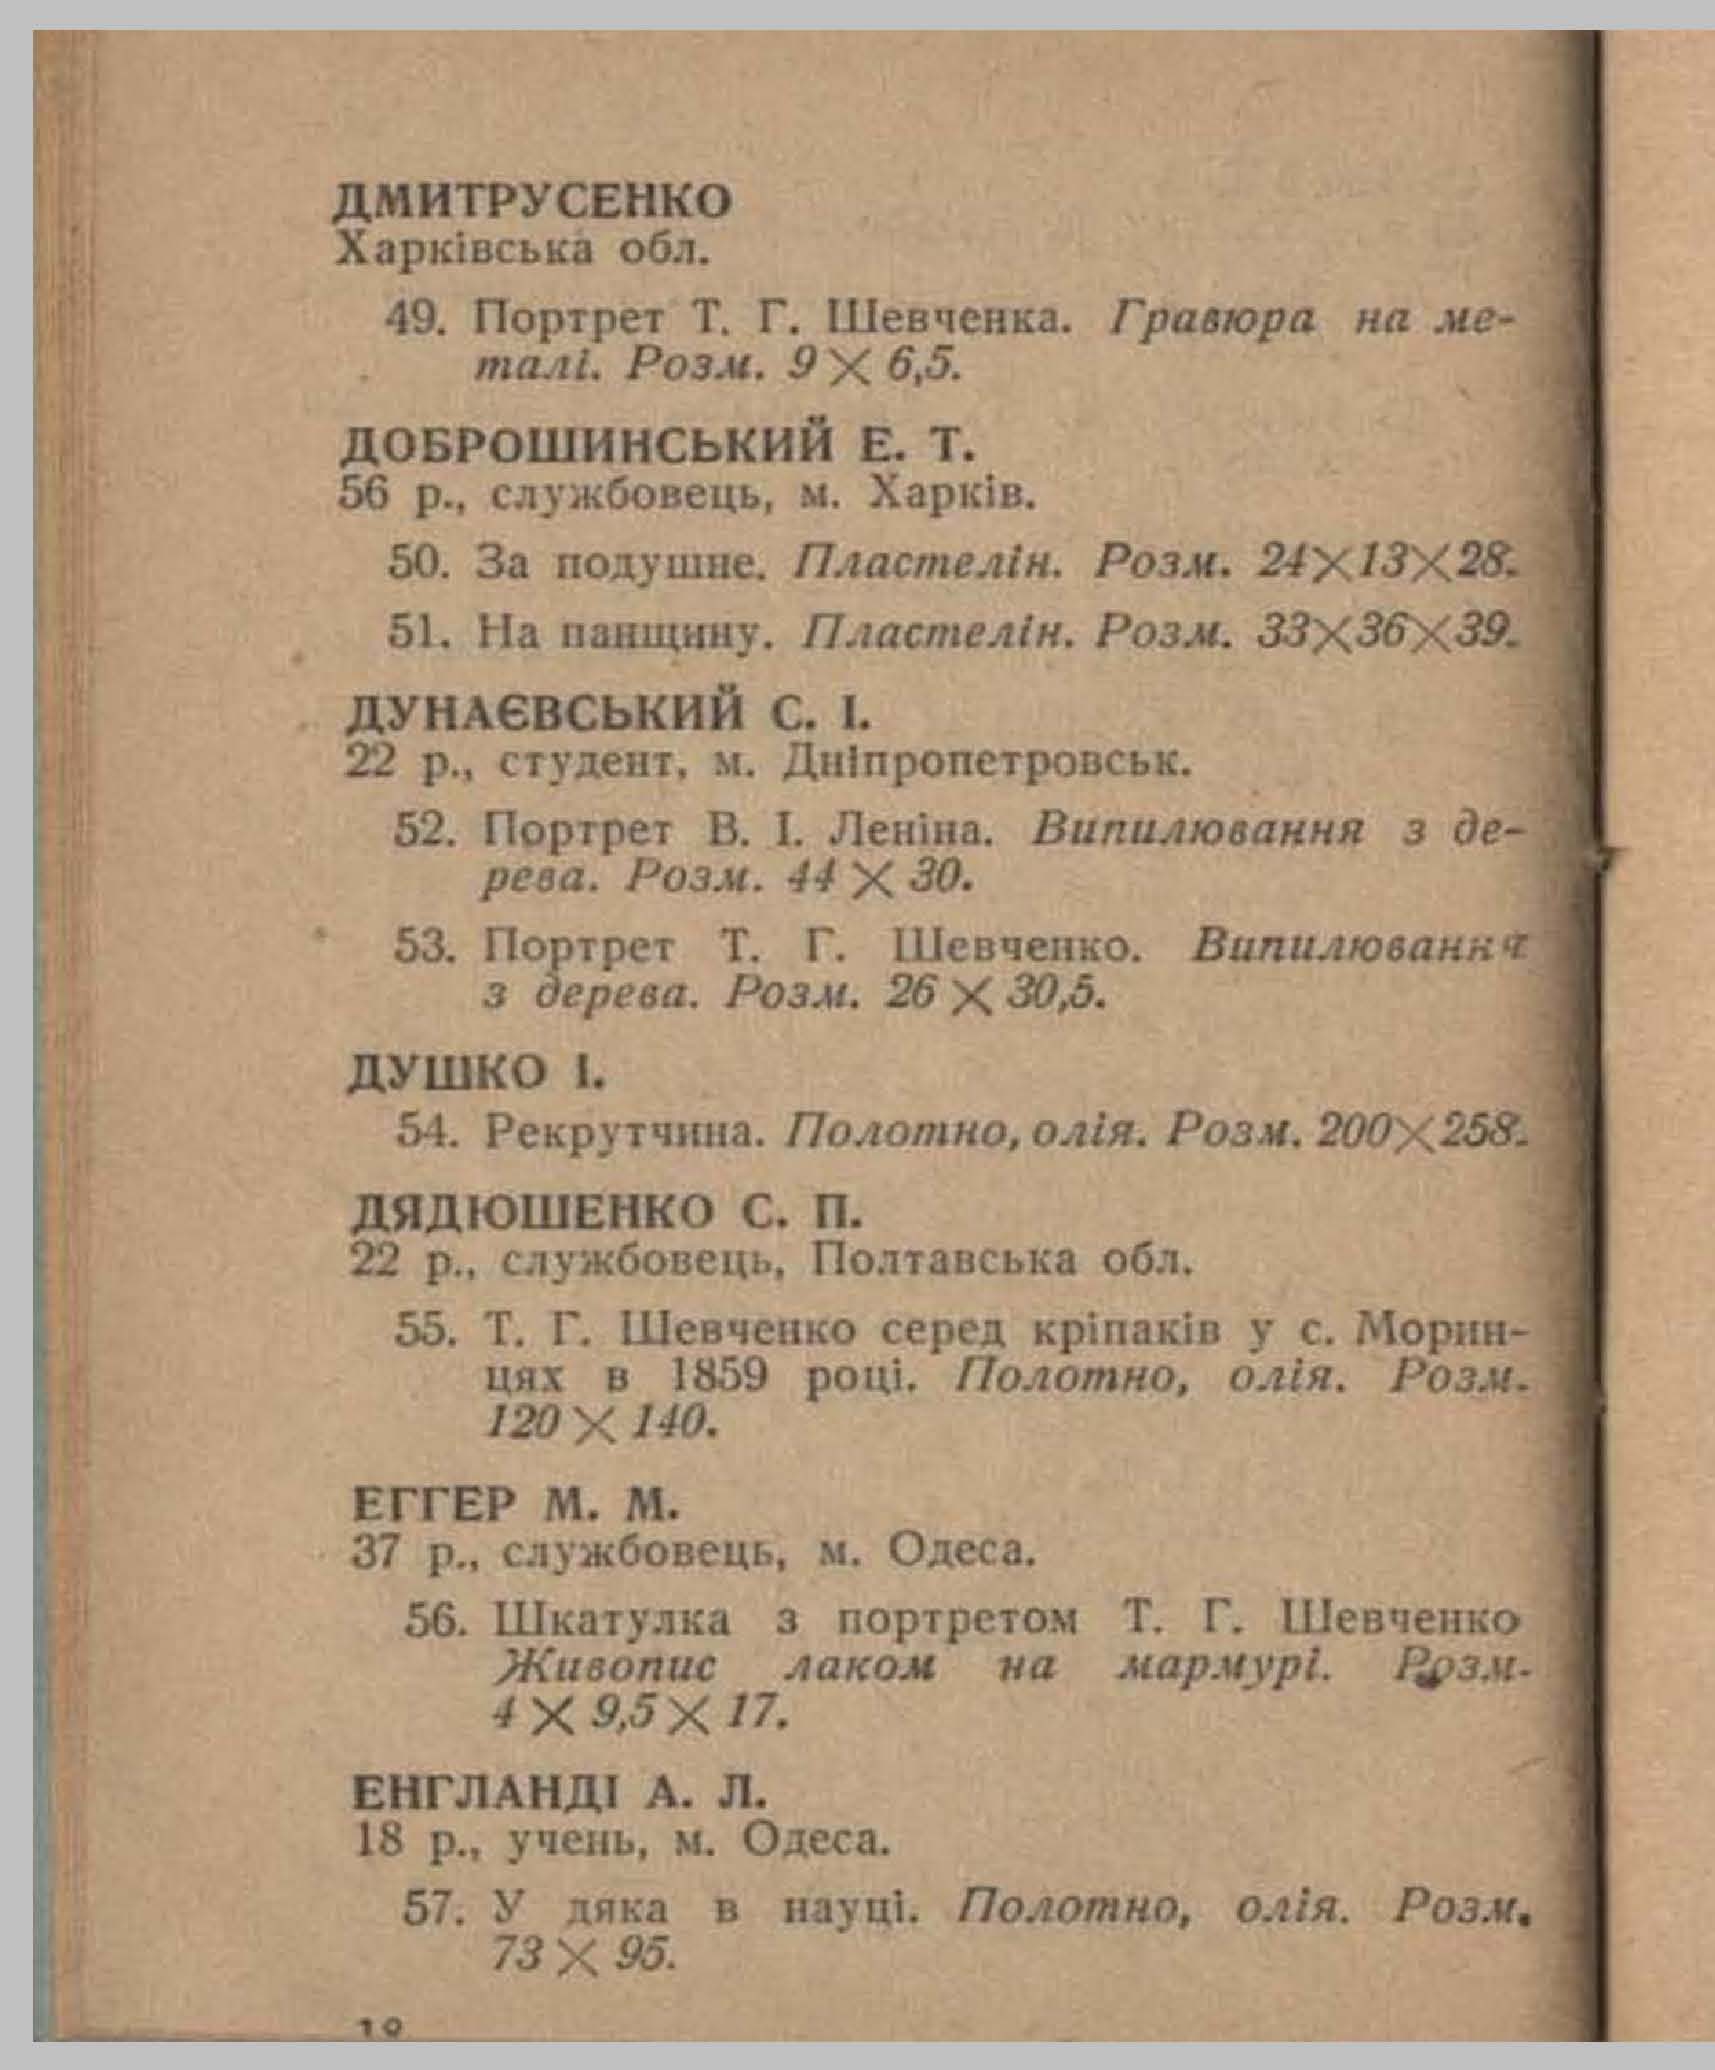 ДМИТРУСЕНКО
Харківська обл.
49. Портрет Т. Г. Шевченка. Гравюра на ме-
талі. Розм. 9 × 6,5.
ДОБРОШИНСЬКИЙ Е. Т.
56 р., службовець, м. Харків.
50. За подушне. Пластелін. Розм. 24×13×28.
51. На панщину. Пластелін. Розм. 33×36×39.
ДУНАЄВСЬКИЙ С. І.
22 р., студент, м. Дніпропетровськ.
52. Портрет В. І. Леніна. Випилювання з де-
рева. Розм. 44 × 30.
53. Портрет Т. Г. Шевченко. Випилювання
з дерева. Розм. 26 × 30,5.
ДУШКО І.
54. Рекрутчина. Полотно, олія. Розм. 200×258.
ДЯДЮШЕНКО С. П.
22 р., службовець, Полтавська обл.
55. Т. Г. Шевченко серед кріпаків у с. Морин-
цях в 1859 році. Полотно, олія. Розм.
120 × 140.
ЕГГЕР М. М.
37 р., службовець, м. Одеса.
56. Шкатулка з портретом Т. Г. Шевченко
Живопис лаком на мармурі. Розм.
4 × 9,5 × 17.
ЕНГЛАНДІ А. Л.
18 р., учень, м. Одеса.
57. У дяка в науці. Полотно, олія. Розм.
73 × 95.